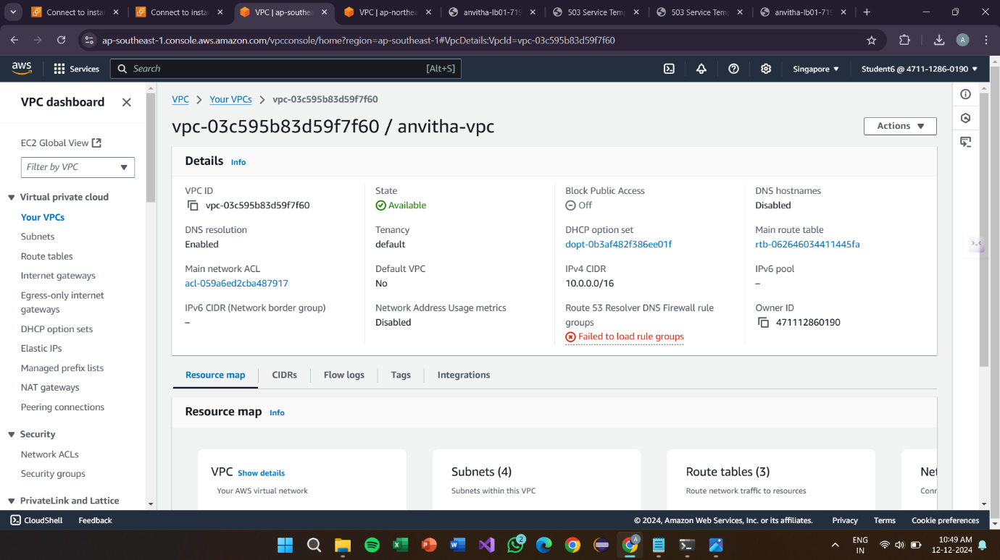 Connect to insta
Connect to instan
VPC | ap-southea
VPC | ap-northea
anvitha-lb01-719
503 Service Temp
503 Service Temp
anvitha-lb01-719
ap-southeast-1.console.aws.amazon.com/vpcconsole/home?region=ap-southeast-1#VpcDetails:VpcId=vpc-03c595b83d59f7f60
A
aws
Services
Search
[Alt+S]
Singapore
Student6 @ 4711-1286-0190
VPC dashboard
EC2 Global View
Filter by VPC
Virtual private cloud
Your VPCs
Subnets
Route tables
Internet gateways
Egress-only internet
gateways
DHCP option sets
Elastic IPs
Managed prefix lists
NAT gateways
Peering connections
Security
Network ACLs
Security groups
PrivateLink and Lattice
VPC
Your VPCs
vpc-03c595b83d59f7f60
vpc-03c595b83d59f7f60 / anvitha-vpc
Actions
Details Info
VPC ID
vpc-03c595b83d59f7f60
State
Available
Block Public Access
Off
DNS hostnames
Disabled
DNS resolution
Enabled
Tenancy
default
DHCP option set
dopt-0b3af482f386ee01f
Main route table
rtb-062646034411445fa
Main network ACL
acl-059a6ed2cba487917
Default VPC
No
IPv4 CIDR
10.0.0.0/16
IPv6 pool
–
IPv6 CIDR (Network border group)
–
Network Address Usage metrics
Disabled
Route 53 Resolver DNS Firewall rule
groups
Failed to load rule groups
Owner ID
471112860190
Resource map
CIDRs
Flow logs
Tags
Integrations
Resource map Info
VPC Show details
Your AWS virtual network
Subnets (4)
Subnets within this VPC
Route tables (3)
Route network traffic to resources
Net
Conn
CloudShell
Feedback
© 2024, Amazon Web Services, Inc. or its affiliates.
Privacy
Terms
Cookie preferences
2
ENG
IN
10:49 AM
12-12-2024